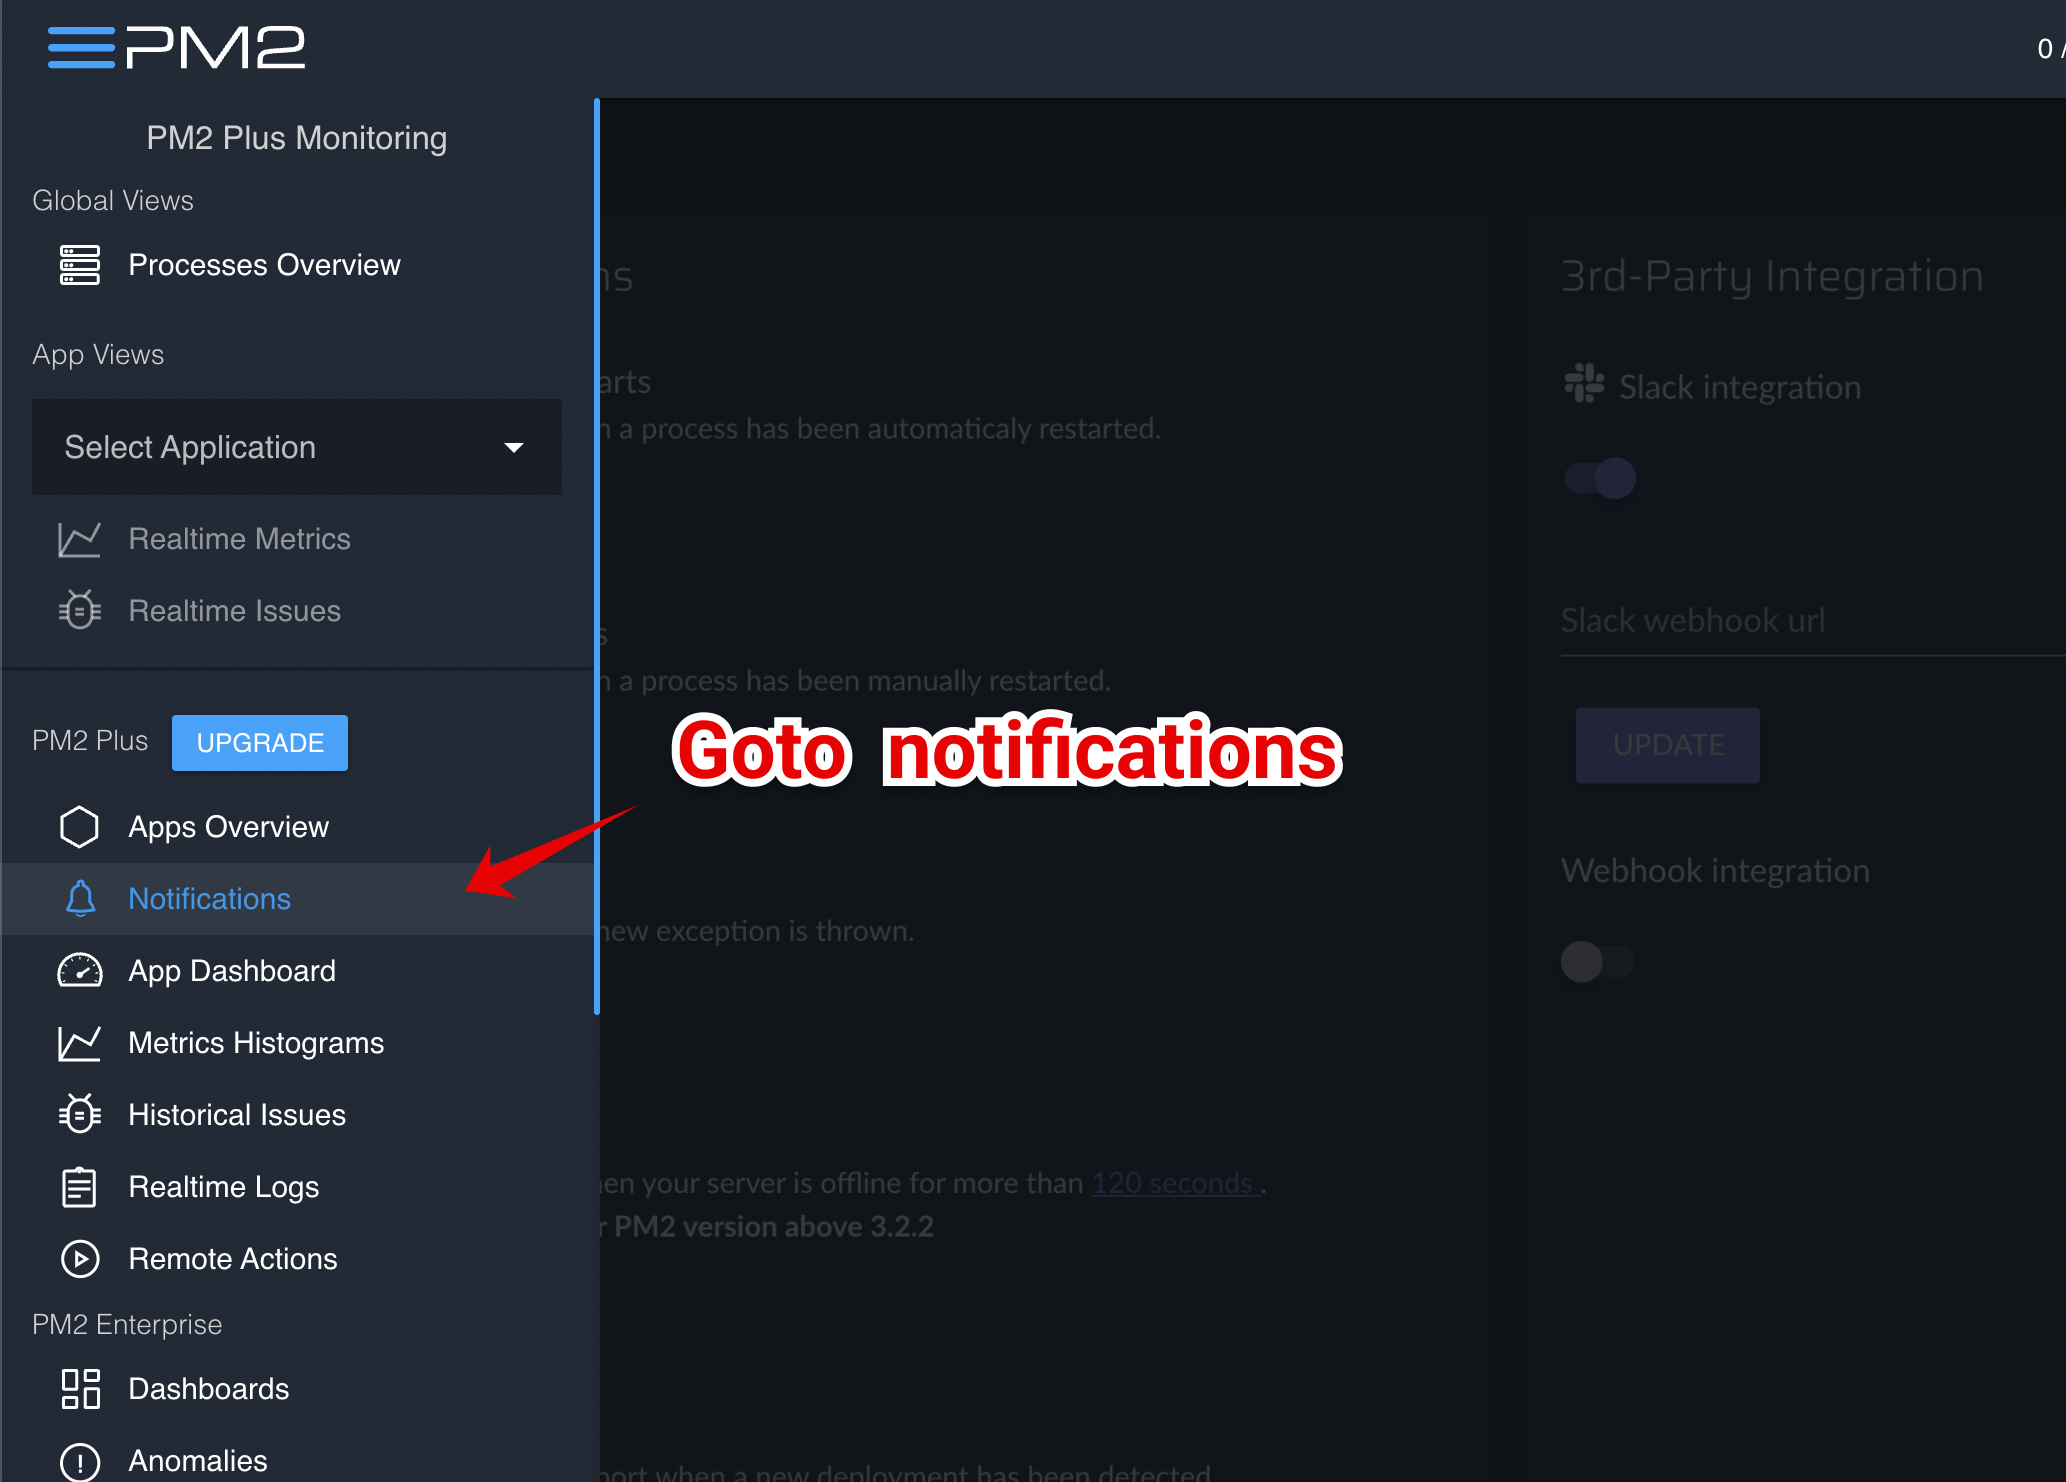 PM2
0 /
PM2 Plus Monitoring
Global Views
Processes Overview
App Views
Select Application
Realtime Metrics
Realtime Issues
PM2 Plus
UPGRADE
Apps Overview
Notifications
App Dashboard
Metrics Histograms
Historical Issues
Realtime Logs
Remote Actions
PM2 Enterprise
Dashboards
Anomalies
Goto notifications
a process has been automaticaly restarted.
a process has been manually restarted.
new exception is thrown.
your server is offline for more than 120 seconds .
PM2 version above 3.2.2
when a new deployment has been detected
3rd-Party Integration
Slack integration
Slack webhook url
UPDATE
Webhook integration